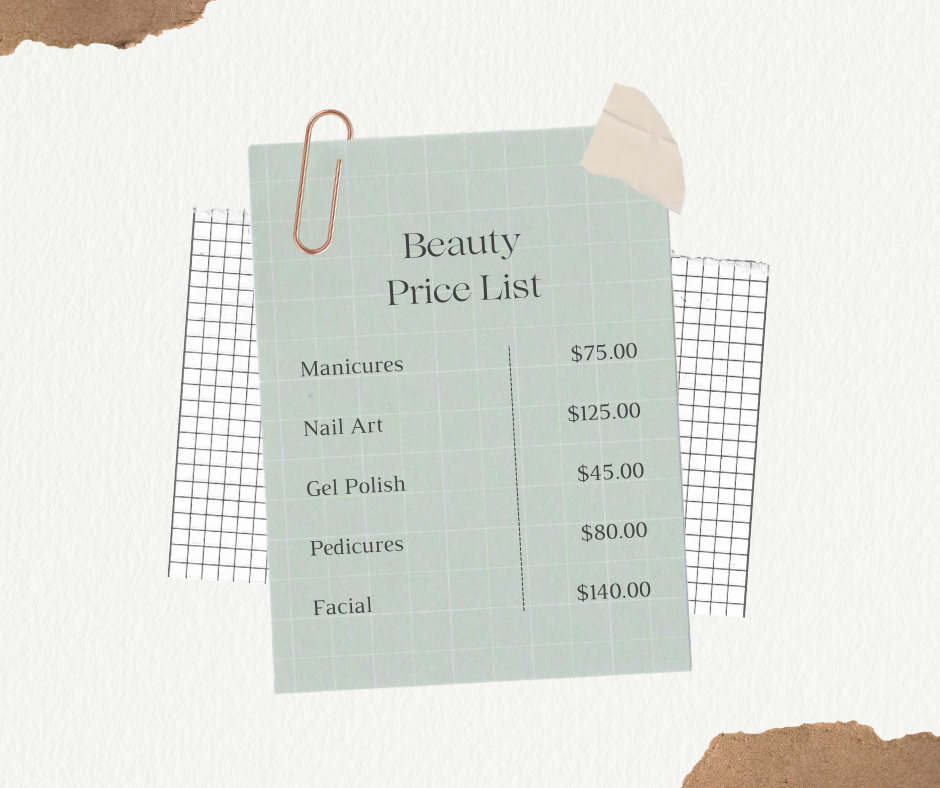 Beauty
Price List
Manicures $75.00
Nail Art $125.00
Gel Polish $45.00
Pedicures $80.00
Facial $140.00